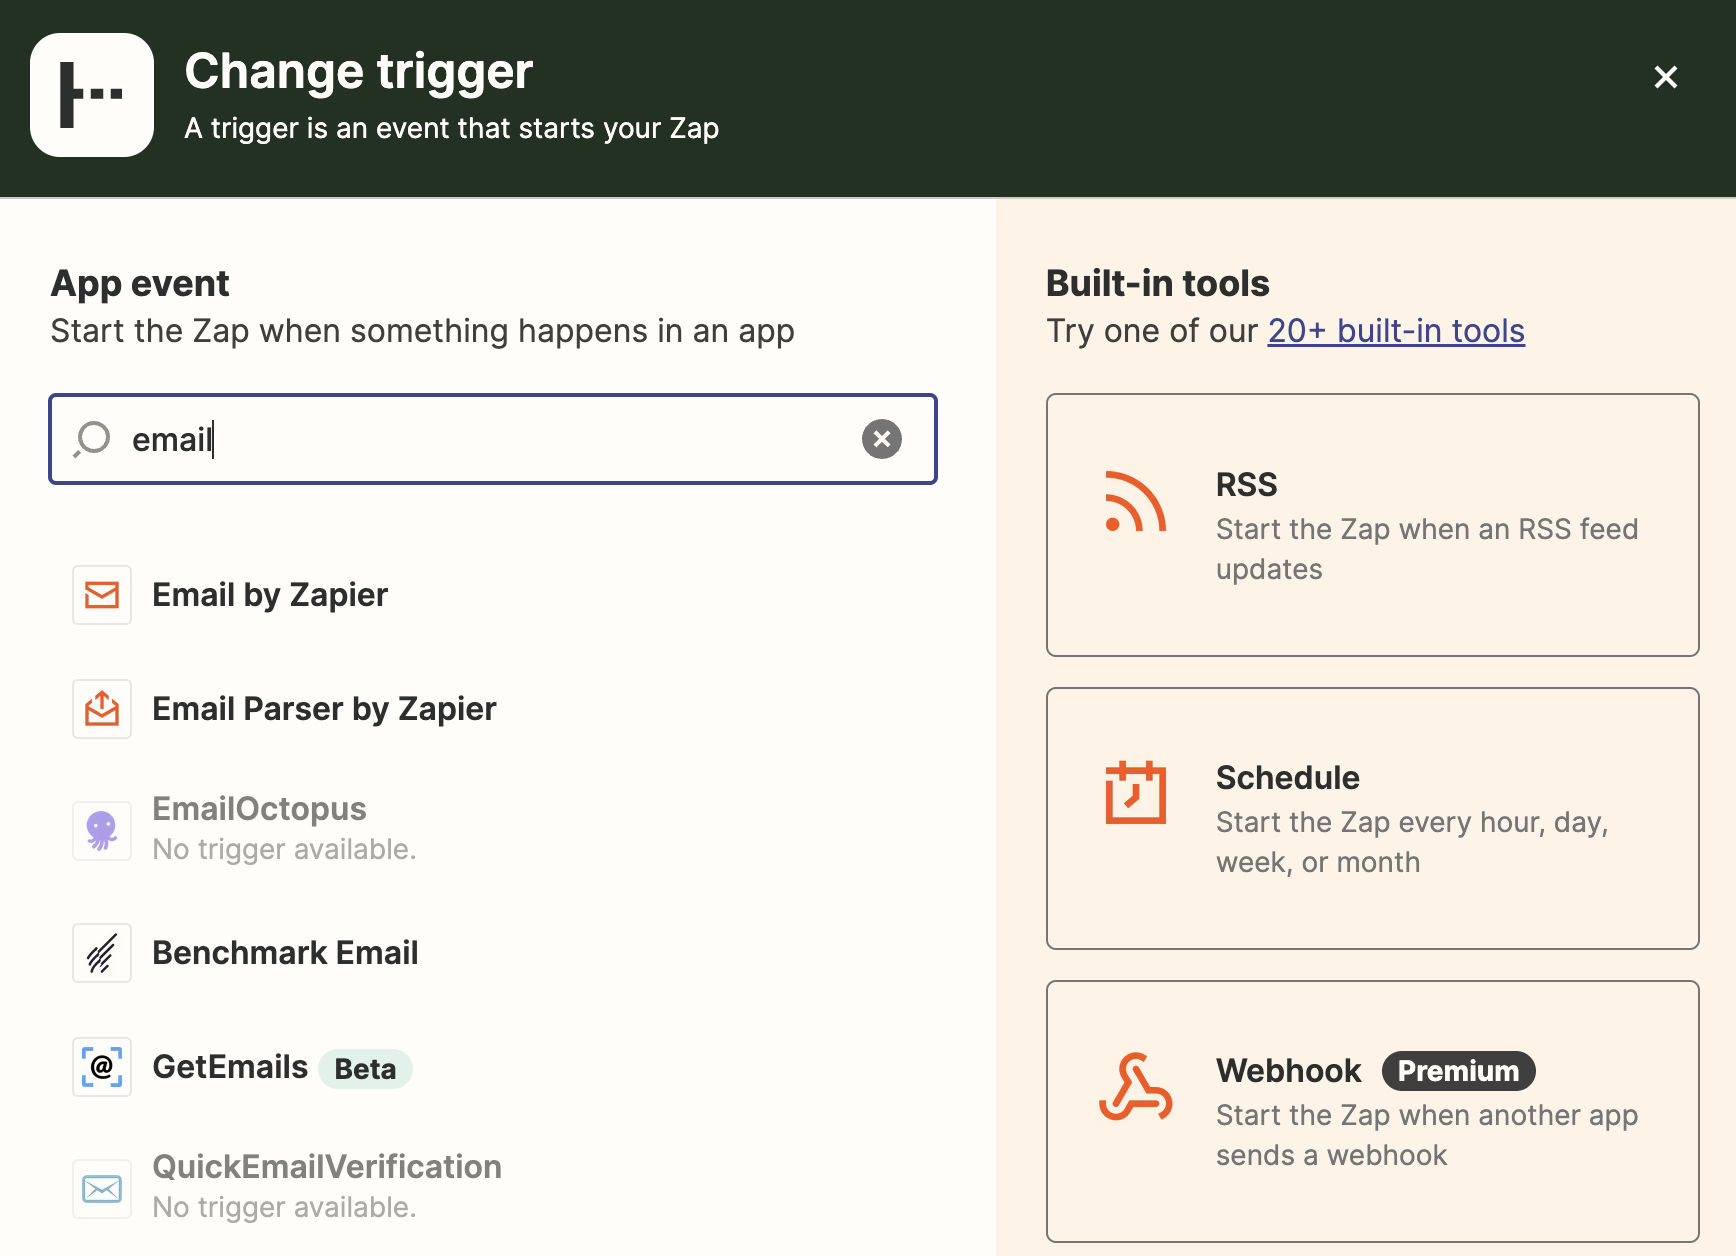 Change trigger
A trigger is an event that starts your Zap
App event
Start the Zap when something happens in an app
email
Email by Zapier
Email Parser by Zapier
EmailOctopus
No trigger available.
Benchmark Email
GetEmails Beta
QuickEmailVerification
No trigger available.
Built-in tools
Try one of our 20+ built-in tools
RSS
Start the Zap when an RSS feed
updates
Schedule
Start the Zap every hour, day,
week, or month
Webhook Premium
Start the Zap when another app
sends a webhook